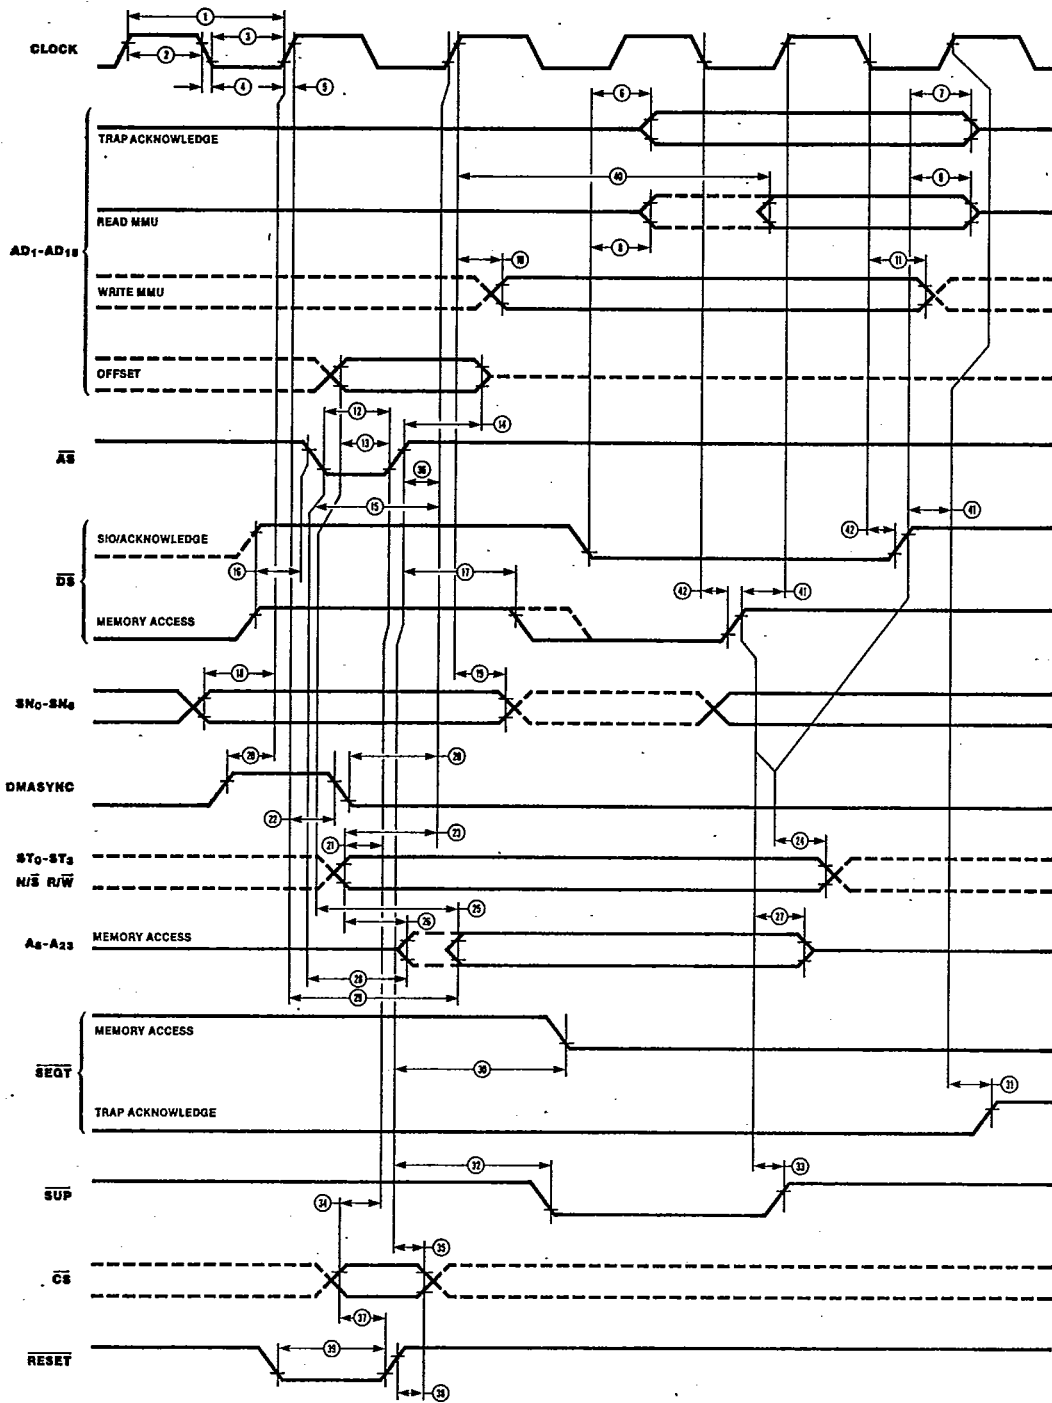 1
CLOCK
3
2
4
5
6
7
TRAP ACKNOWLEDGE
40
9
READ MMU
AD1-AD15
8
10
11
WRITE MMU
OFFSET
12
14
13
AS
36
15
41
42
SIO/ACKNOWLEDGE
16
17
DS
42
41
MEMORY ACCESS
18
19
SN0-SN6
20
20
DMASYNC
22
23
21
24
ST0-ST3
N/S R/W
25
26
27
MEMORY ACCESS
A8-A23
28
29
MEMORY ACCESS
30
SEGT
31
TRAP ACKNOWLEDGE
32
33
SUP
34
35
CS
37
39
RESET
38